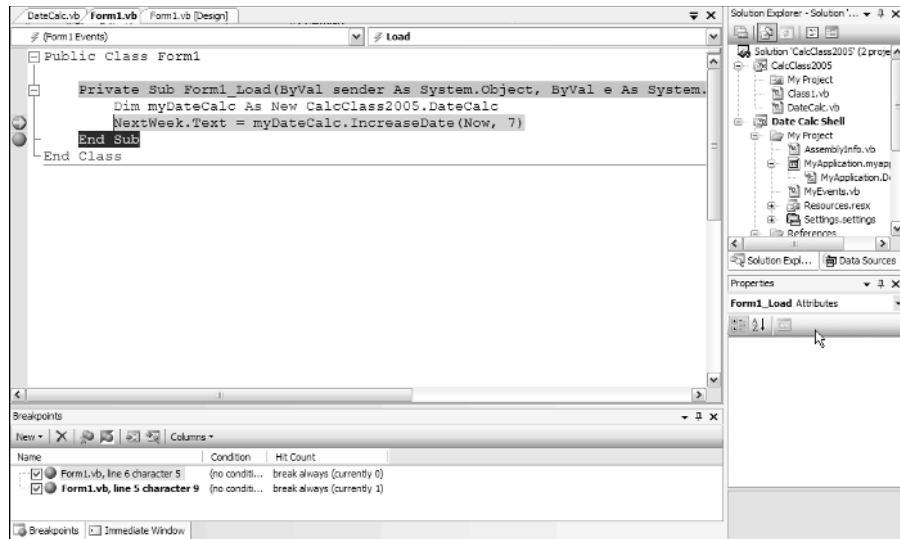 DateCalc.vb Form1.vb Form1.vb [Design]
(Form1 Events) Load
Public Class Form1
Private Sub Form1_Load(ByVal sender As System.Object, ByVal e As System.
Dim myDateCalc As New CalcClass2005.DateCalc
NextWeek.Text = myDateCalc.IncreaseDate(Now, 7)
End Sub
End Class
Solution Explorer - Solution '...
Solution 'CalcClass2005' (2 proje
CalcClass2005
My Project
Class1.vb
DateCalc.vb
Date Calc Shell
My Project
AssemblyInfo.vb
MyApplication.myapp
MyApplication.De
MyEvents.vb
Resources.resx
Settings.settings
References
Solution Expl... Data Sources
Properties
Form1_Load Attributes
Breakpoints
New Columns
Name Condition Hit Count
Form1.vb, line 6 character 5 (no conditi... break always (currently 0)
Form1.vb, line 5 character 9 (no conditi... break always (currently 1)
Breakpoints Immediate Window